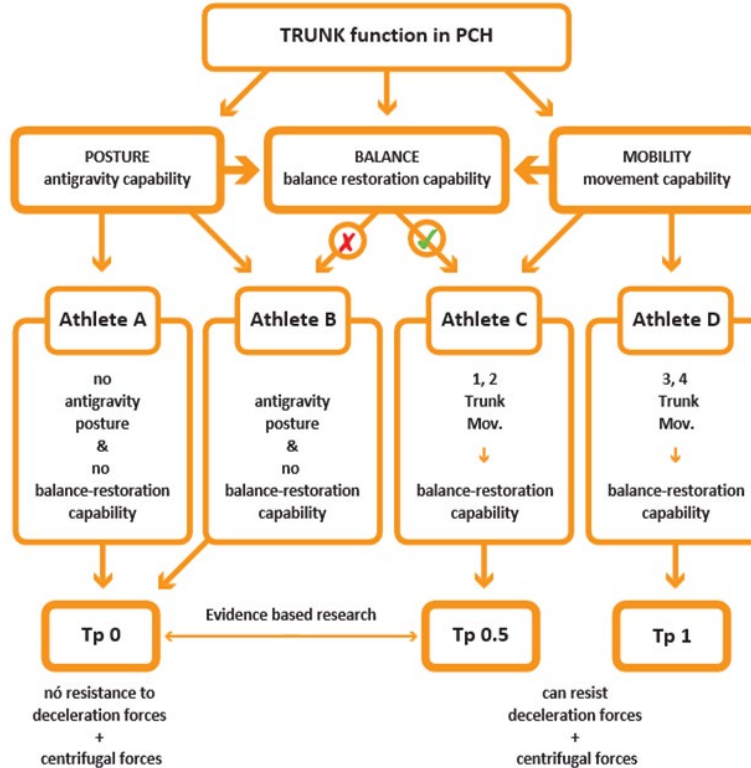 TRUNK function in PCH
POSTURE
antigravity capability
BALANCE
balance restoration capability
MOBILITY
movement capability
Athlete A
no
antigravity
posture
&
no
balance-restoration
capability
Athlete B
antigravity
posture
&
no
balance-restoration
capability
Athlete C
1, 2
Trunk
Mov.
balance-restoration
capability
Athlete D
3, 4
Trunk
Mov.
balance-restoration
capability
Tp 0
Evidence based research
Tp 0.5
Tp 1
nó resistance to
deceleration forces
+
centrifugal forces
can resist
deceleration forces
+
centrifugal forces